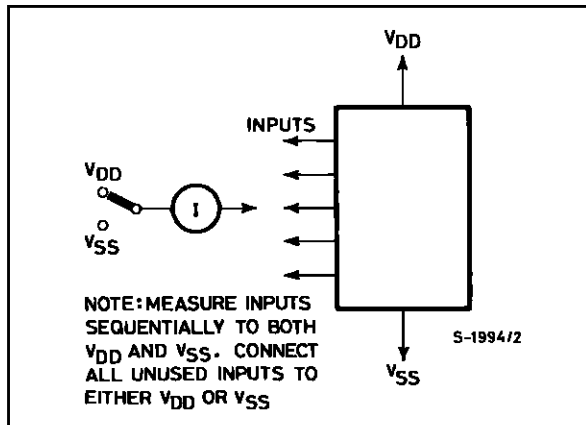 VDD
INPUTS
VDD
I
VSS
NOTE: MEASURE INPUTS
SEQUENTIALLY TO BOTH
VDD AND VSS. CONNECT
ALL UNUSED INPUTS TO
EITHER VDD OR VSS
S-1994/2
VSS